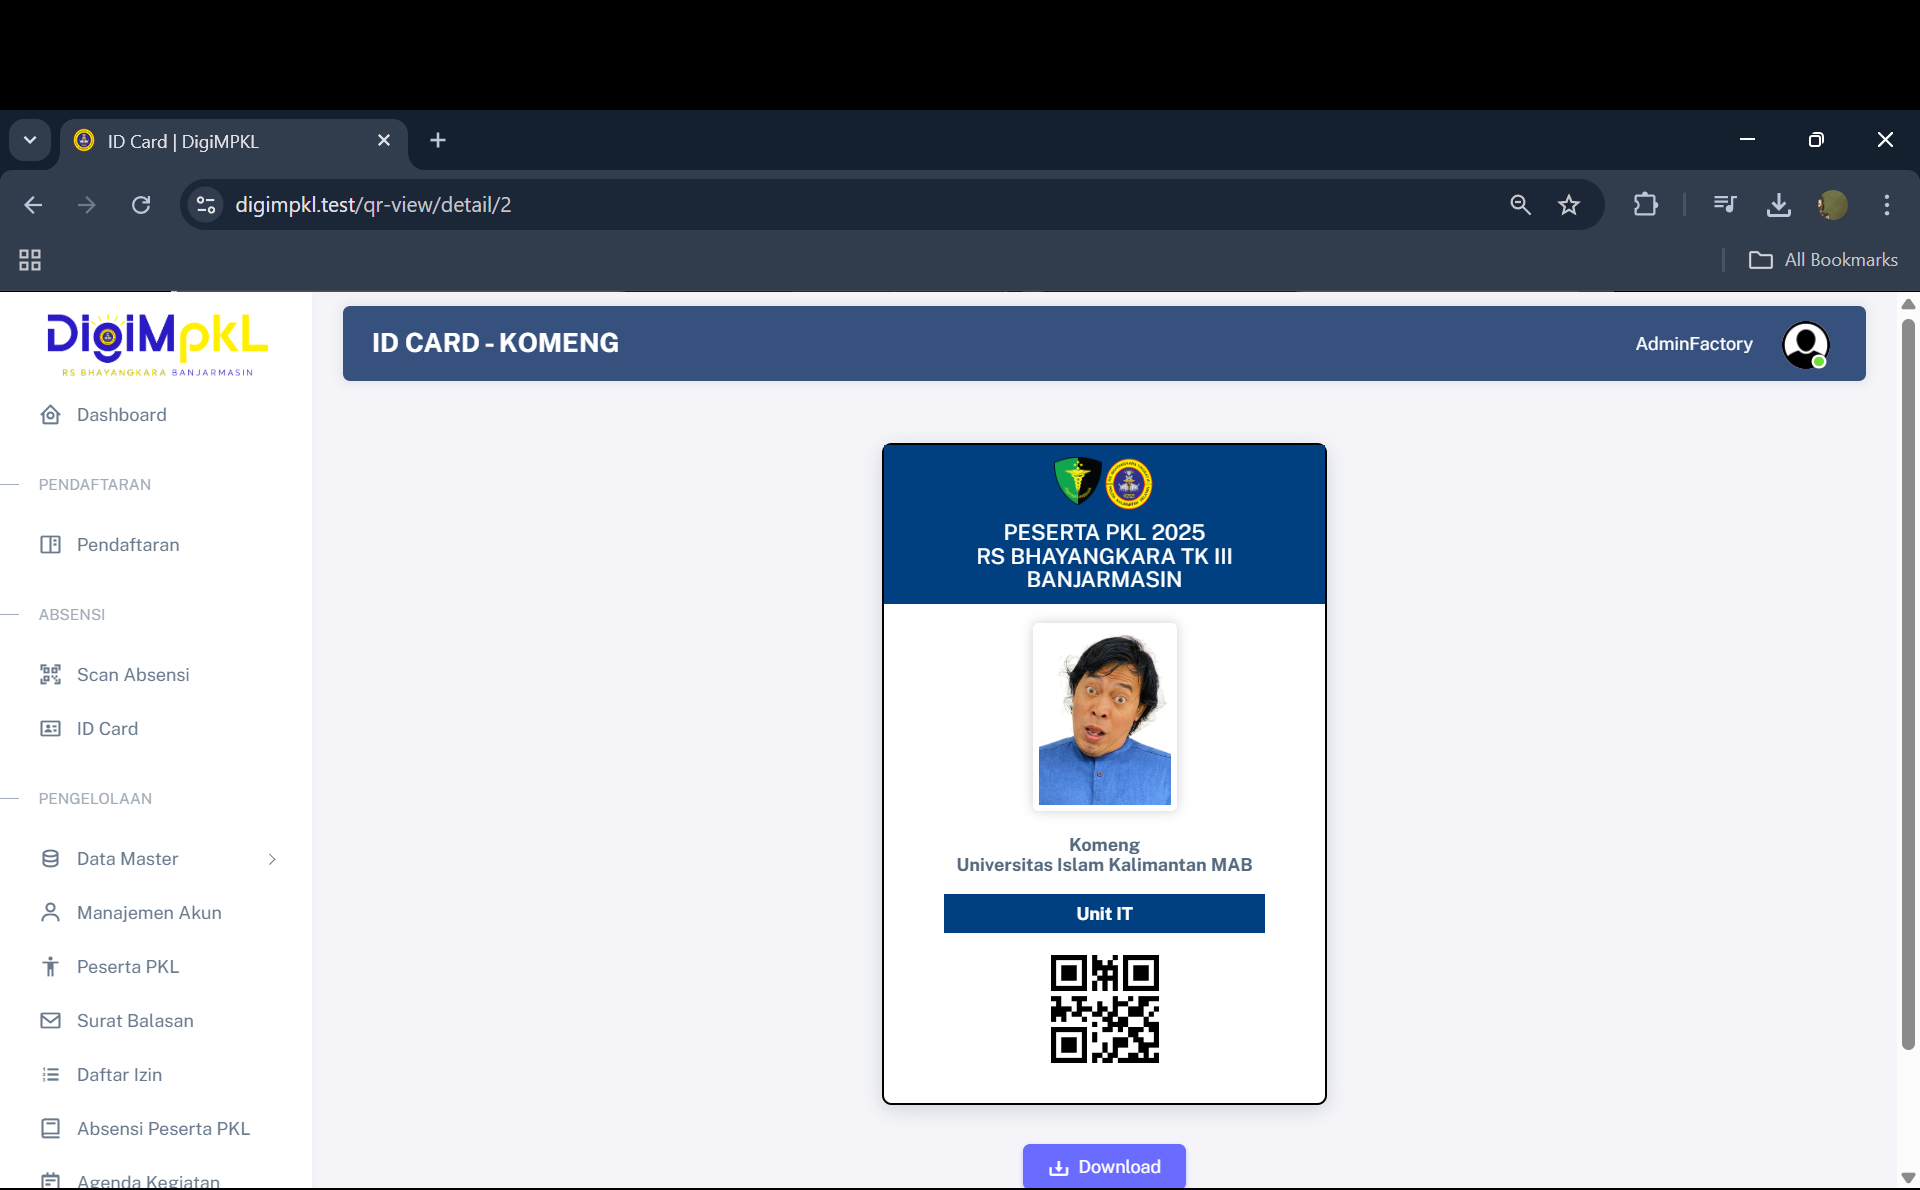 ID Card | DigiMPKL
digimpkl.test/qr-view/detail/2
All Bookmarks
DigiMpkL
RS BHAYANGKARA BANJARMASIN
Dashboard
PENDAFTARAN
Pendaftaran
ABSENSI
Scan Absensi
ID Card
PENGELOLAAN
Data Master
Manajemen Akun
Peserta PKL
Surat Balasan
Daftar Izin
Absensi Peserta PKL
Agenda Kegiatan
ID CARD - KOMENG
AdminFactory
PESERTA PKL 2025
RS BHAYANGKARA TK III
BANJARMASIN
Komeng
Universitas Islam Kalimantan MAB
Unit IT
Download